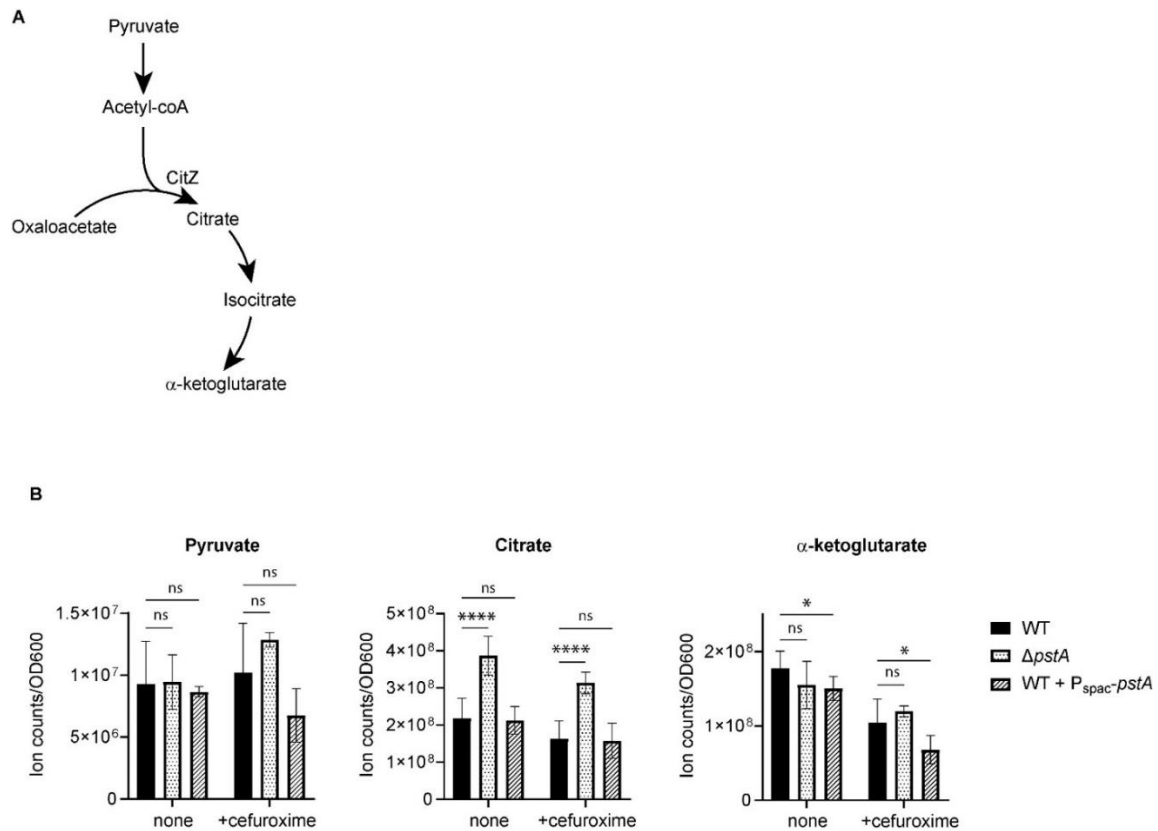 A
Pyruvate
Acetyl-coA
CitZ
Oxaloacetate
Citrate
Isocitrate
α-ketoglutarate
B
Pyruvate
ns
ns
ns
ns
1.5×10⁷
1×10⁷
5×10⁶
0
Ion counts/OD600
none
+cefuroxime
Citrate
ns
****
ns
****
5×10⁸
4×10⁸
3×10⁸
2×10⁸
1×10⁸
0
Ion counts/OD600
none
+cefuroxime
α-ketoglutarate
*
ns
*
ns
2×10⁸
1×10⁸
0
Ion counts/OD600
none
+cefuroxime
WT
ΔpstA
WT + Pspac-pstA